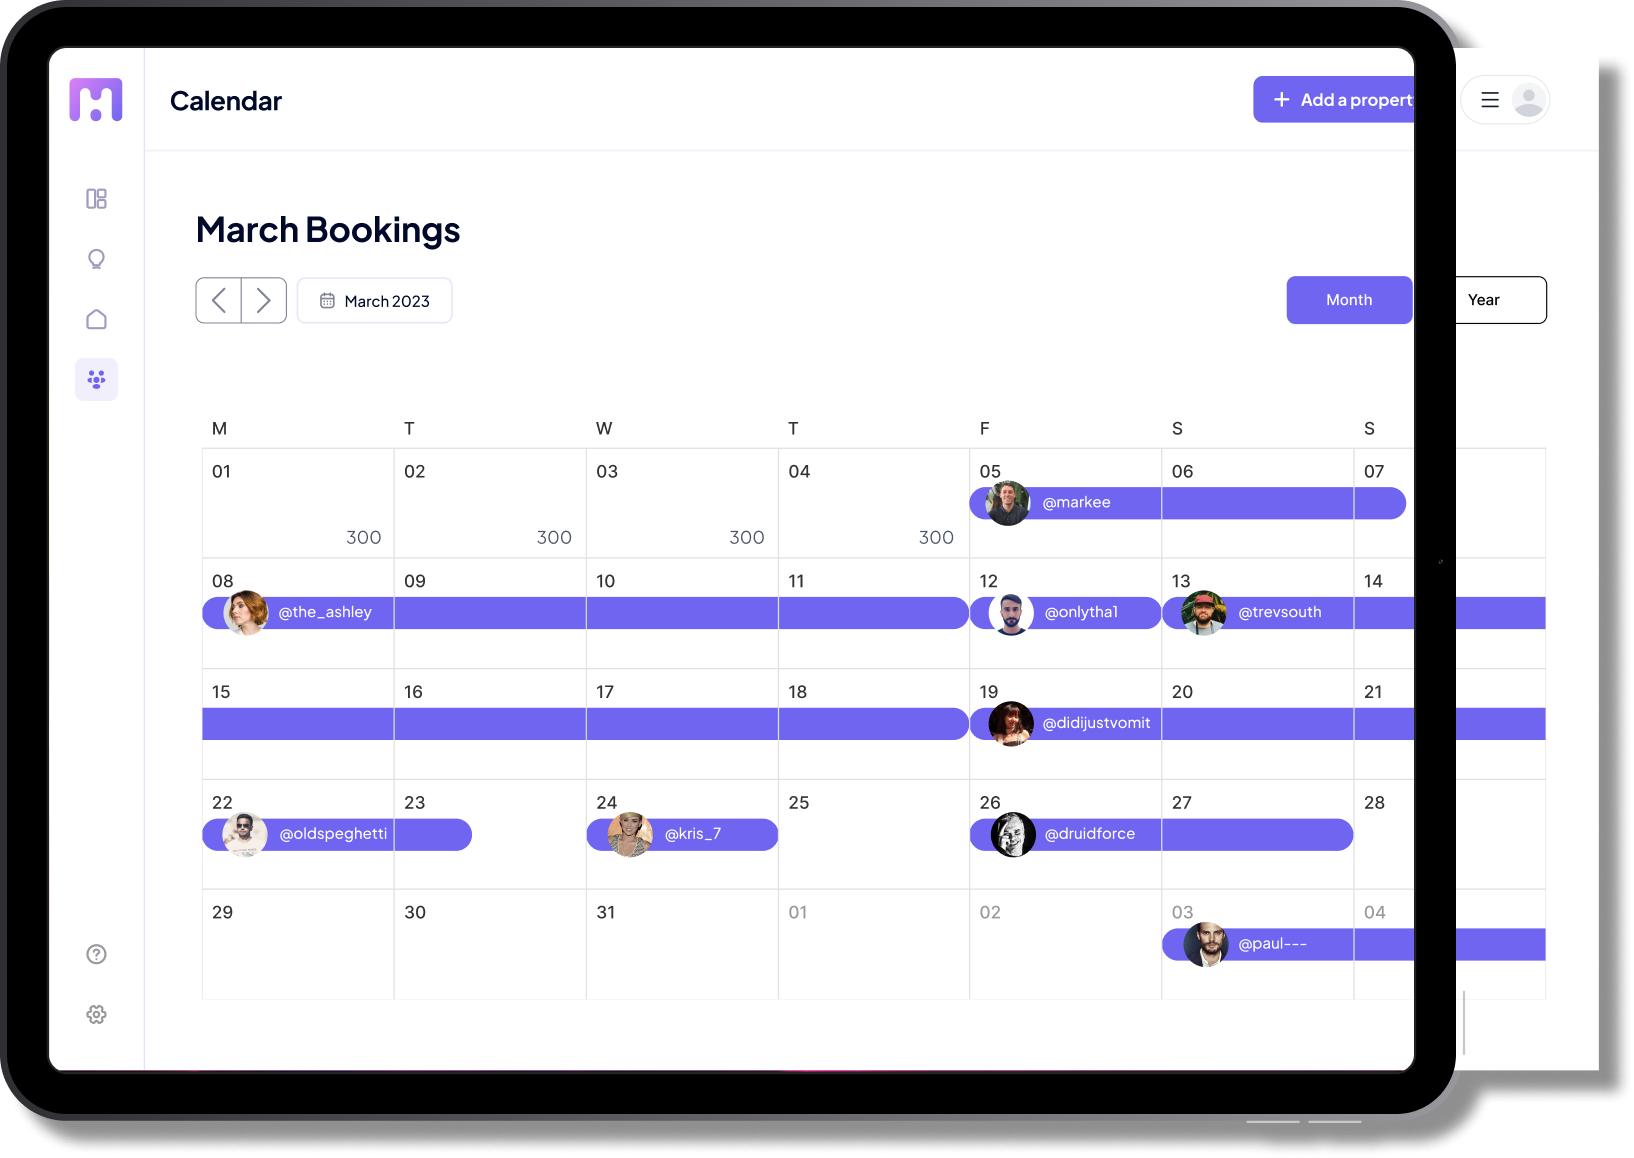 Calendar
+ Add a propert
March Bookings
March 2023
Month
Year
M T W T F S S
01 02 03 04 05 06 07
@markee
300 300 300 300
08 09 10 11 12 13 14
@the_ashley @onlytha1 @trevsouth
15 16 17 18 19 20 21
@didijustvomit
22 23 24 25 26 27 28
@oldspeghetti @kris_7 @druidforce
29 30 31 01 02 03 04
@paul---